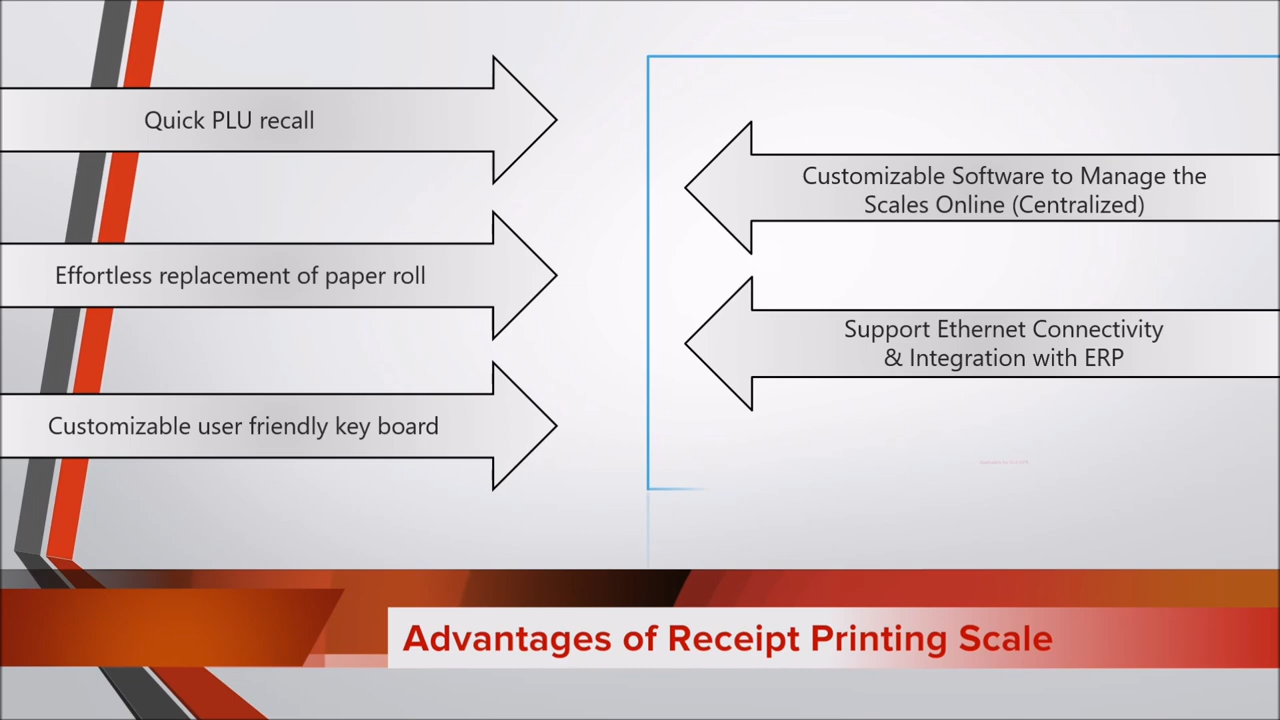 Quick PLU recall
Effortless replacement of paper roll
Customizable user friendly key board
Customizable Software to Manage the
Scales Online (Centralized)
Support Ethernet Connectivity
& Integration with ERP
Advantages of Receipt Printing Scale